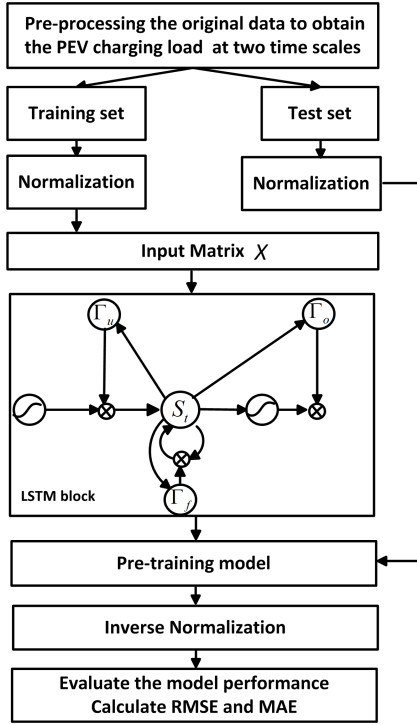 Pre-processing the original data to obtain
the PEV charging load at two time scales
Training set
Test set
Normalization
Normalization
Input Matrix X
Γu
Γo
St
Γf
LSTM block
Pre-training model
Inverse Normalization
Evaluate the model performance
Calculate RMSE and MAE